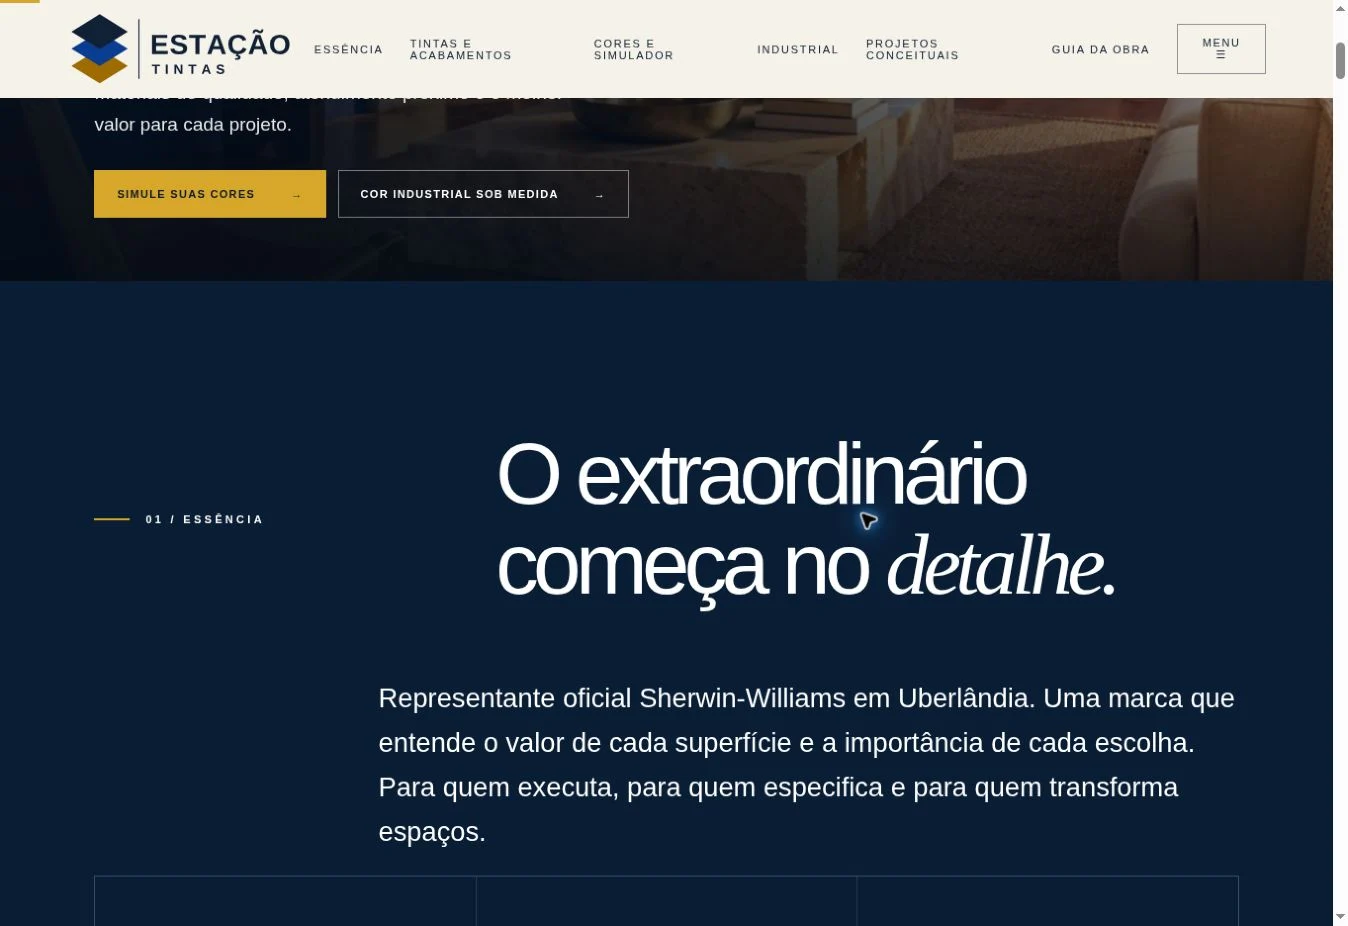 ESTAÇÃO
TINTAS
ESSÊNCIA
TINTAS E
ACABAMENTOS
CORES E
SIMULADOR
INDUSTRIAL
PROJETOS
CONCEITUAIS
GUIA DA OBRA
MENU
☰
valor para cada projeto.
SIMULE SUAS CORES →
COR INDUSTRIAL SOB MEDIDA →
01 / ESSÊNCIA
O extraordinário
começa no detalhe.
Representante oficial Sherwin-Williams em Uberlândia. Uma marca que
entende o valor de cada superfície e a importância de cada escolha.
Para quem executa, para quem especifica e para quem transforma
espaços.